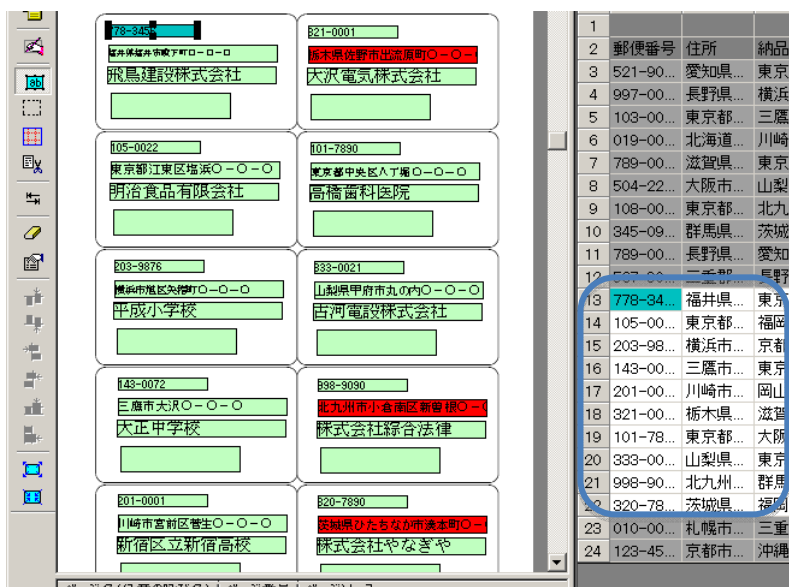 778-345
福井県福井市城下町〇-〇-〇
飛鳥建設株式会社
321-0001
栃木県佐野市出流原町〇-〇-
大沢電気株式会社
105-0022
東京都江東区塩浜〇-〇-〇
明治食品有限会社
101-7890
東京都中央区八丁堀〇-〇-〇
高橋歯科医院
203-9876
横浜市旭区矢指町〇-〇-〇
平成小学校
333-0021
山梨県甲府市丸の内〇-〇-〇
古河電設株式会社
143-0072
三鷹市大沢〇-〇-〇
大正中学校
998-9090
北九州市小倉南区新曽根〇-
株式会社綜合法律
201-0001
川崎市宮前区菅生〇-〇-〇
新宿区立新宿高校
320-7890
茨城県ひたちなか市湊本町〇-
株式会社やなぎや
1
2 郵便番号 住所 納品
3 521-90... 愛知県... 東京
4 997-00... 長野県... 横浜
5 103-00... 東京都... 三鷹
6 019-00... 北海道... 川崎
7 789-00... 滋賀県... 東京
8 504-22... 大阪市... 山梨
9 108-00... 東京都... 北九
10 345-09... 群馬県... 茨城
11 789-00... 長野県... 愛知
12 567-00... 三重郡... 長野
13 778-34... 福井県... 東京
14 105-00... 東京都... 福岡
15 203-98... 横浜市... 京都
16 143-00... 三鷹市... 東京
17 201-00... 川崎市... 岡山
18 321-00... 栃木県... 滋賀
19 101-78... 東京都... 大阪
20 333-00... 山梨県... 東京
21 998-90... 北九州... 群馬
22 320-78... 茨城県... 福岡
23 010-00... 札幌市... 三重
24 123-45... 京都市... 沖縄